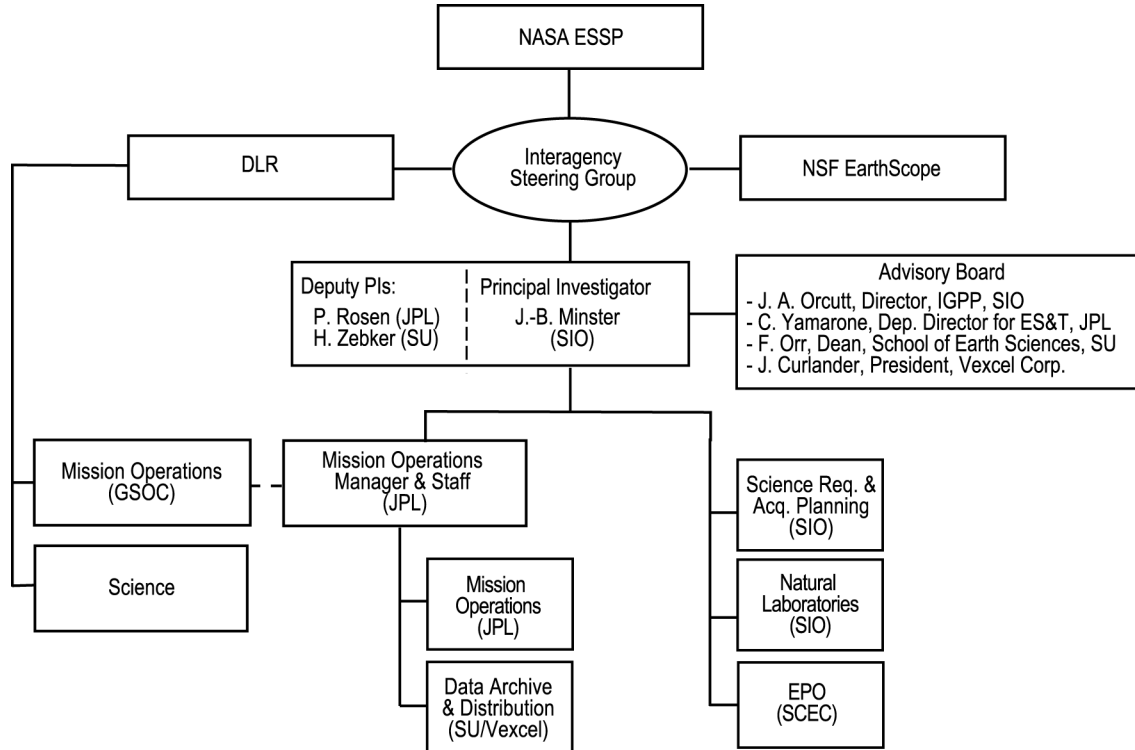 NASA ESSP
DLR
Interagency
Steering Group
NSF EarthScope
Deputy PIs:
P. Rosen (JPL)
H. Zebker (SU)
Principal Investigator
J.-B. Minster
(SIO)
Advisory Board
- J. A. Orcutt, Director, IGPP, SIO
- C. Yamarone, Dep. Director for ES&T, JPL
- F. Orr, Dean, School of Earth Sciences, SU
- J. Curlander, President, Vexcel Corp.
Mission Operations
(GSOC)
Mission Operations
Manager & Staff
(JPL)
Science Req. &
Acq. Planning
(SIO)
Science
Mission
Operations
(JPL)
Natural
Laboratories
(SIO)
Data Archive
& Distribution
(SU/Vexcel)
EPO
(SCEC)